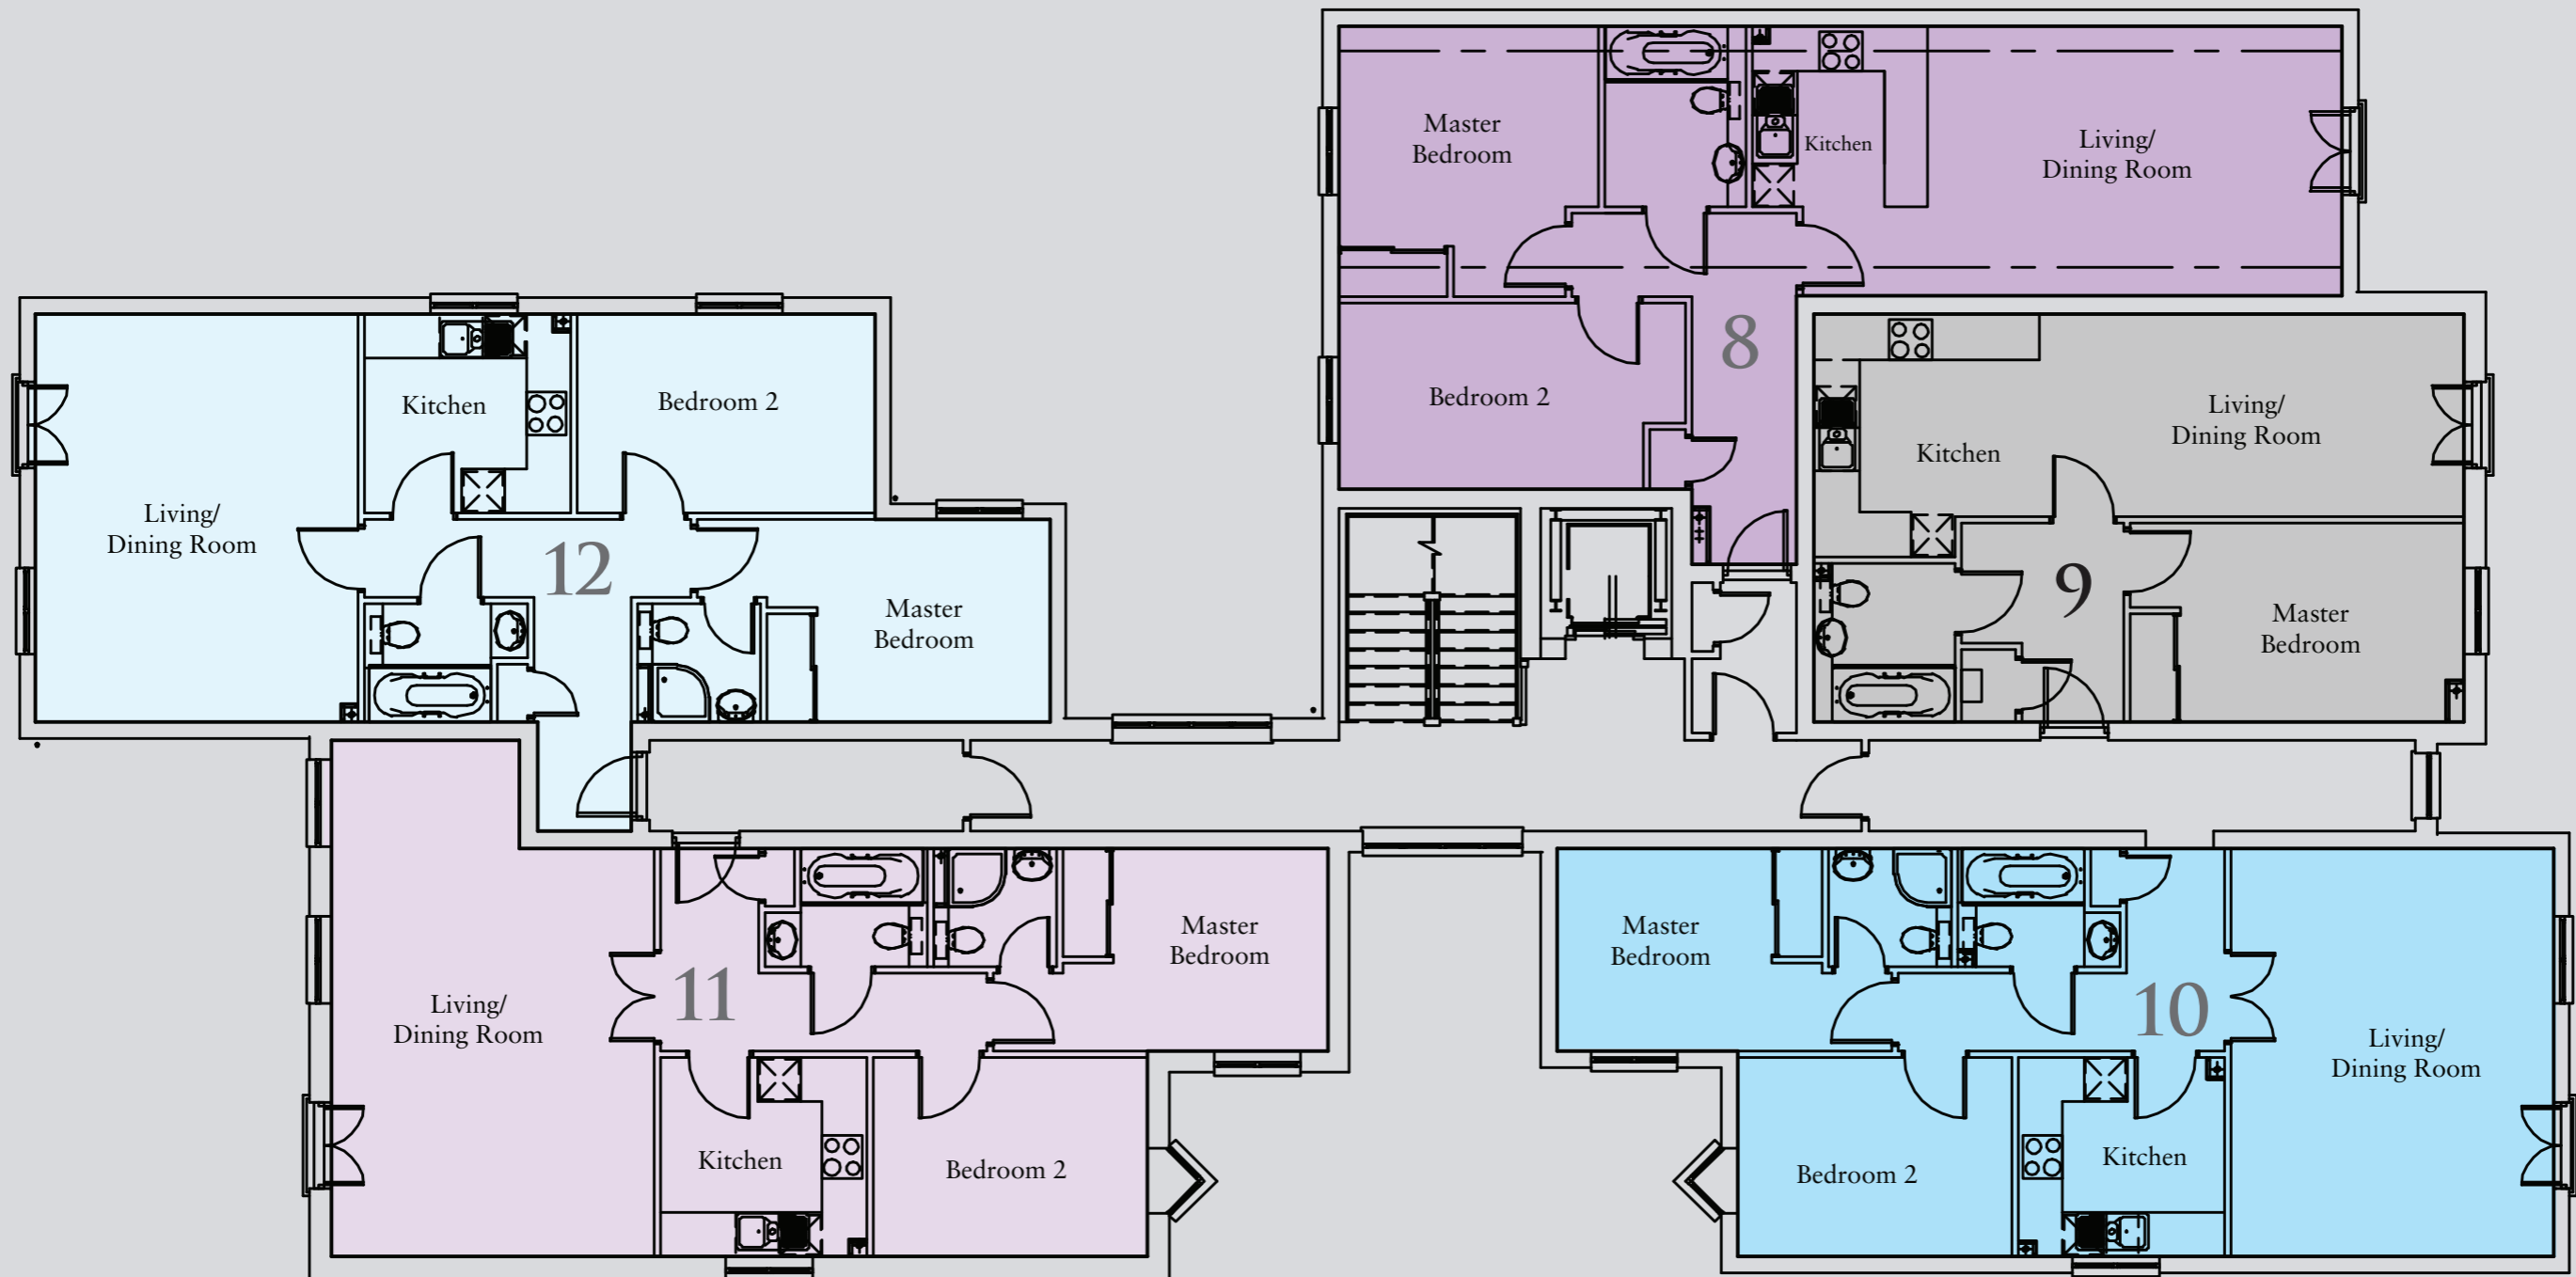 Master
Bedroom
Kitchen
Living/
Dining Room
8
Bedroom 2
Kitchen
Bedroom 2
Living/
Dining Room
12
Master
Bedroom
Living/
Dining Room
Kitchen
9
Master
Bedroom
Master
Bedroom
11
Living/
Dining Room
Kitchen
Bedroom 2
Master
Bedroom
10
Living/
Dining Room
Bedroom 2
Kitchen